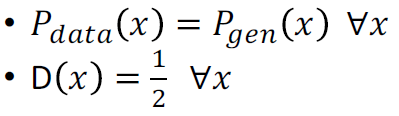 • P_data(x) = P_gen(x) ∀x
• D(x) = 1/2 ∀x